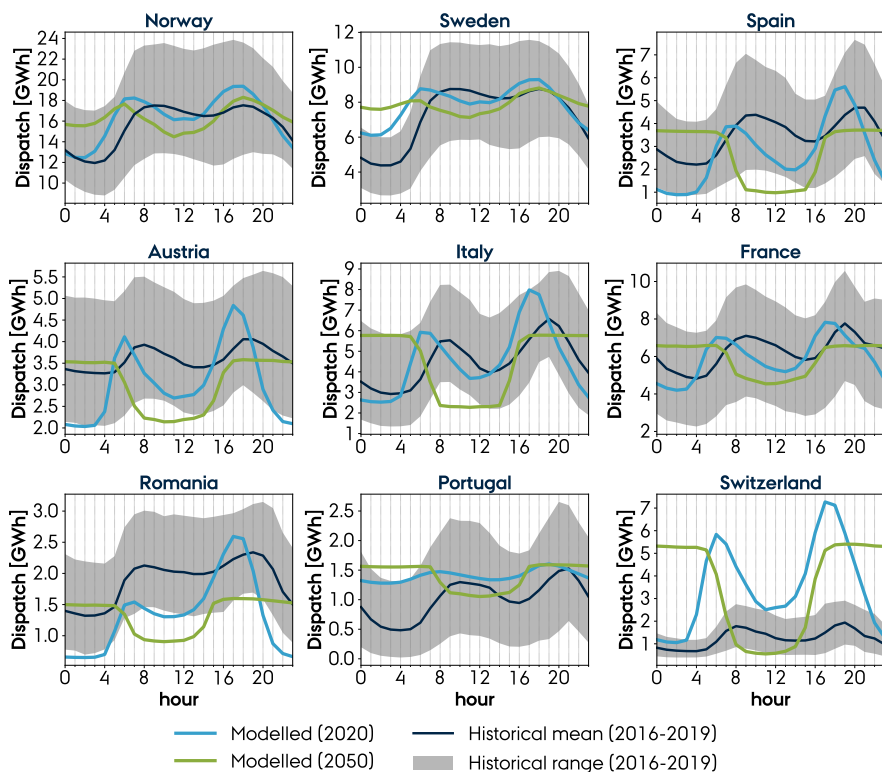 Norway
Sweden
Spain
Dispatch [GWh]
24
22
20
18
16
14
12
10
0 4 8 12 16 20
Dispatch [GWh]
12
10
8
6
4
0 4 8 12 16 20
Dispatch [GWh]
7
6
5
4
3
2
1
0 4 8 12 16 20
Austria
Italy
France
Dispatch [GWh]
5.5
5.0
4.5
4.0
3.5
3.0
2.5
2.0
0 4 8 12 16 20
Dispatch [GWh]
9
8
7
6
5
4
3
2
1
0 4 8 12 16 20
Dispatch [GWh]
10
8
6
4
2
0 4 8 12 16 20
Romania
Portugal
Switzerland
Dispatch [GWh]
3.0
2.5
2.0
1.5
1.0
0 4 8 12 16 20
hour
Dispatch [GWh]
2.5
2.0
1.5
1.0
0.5
0.0
0 4 8 12 16 20
hour
Dispatch [GWh]
7
6
5
4
3
2
1
0 4 8 12 16 20
hour
Modelled (2020)
Historical mean (2016-2019)
Modelled (2050)
Historical range (2016-2019)